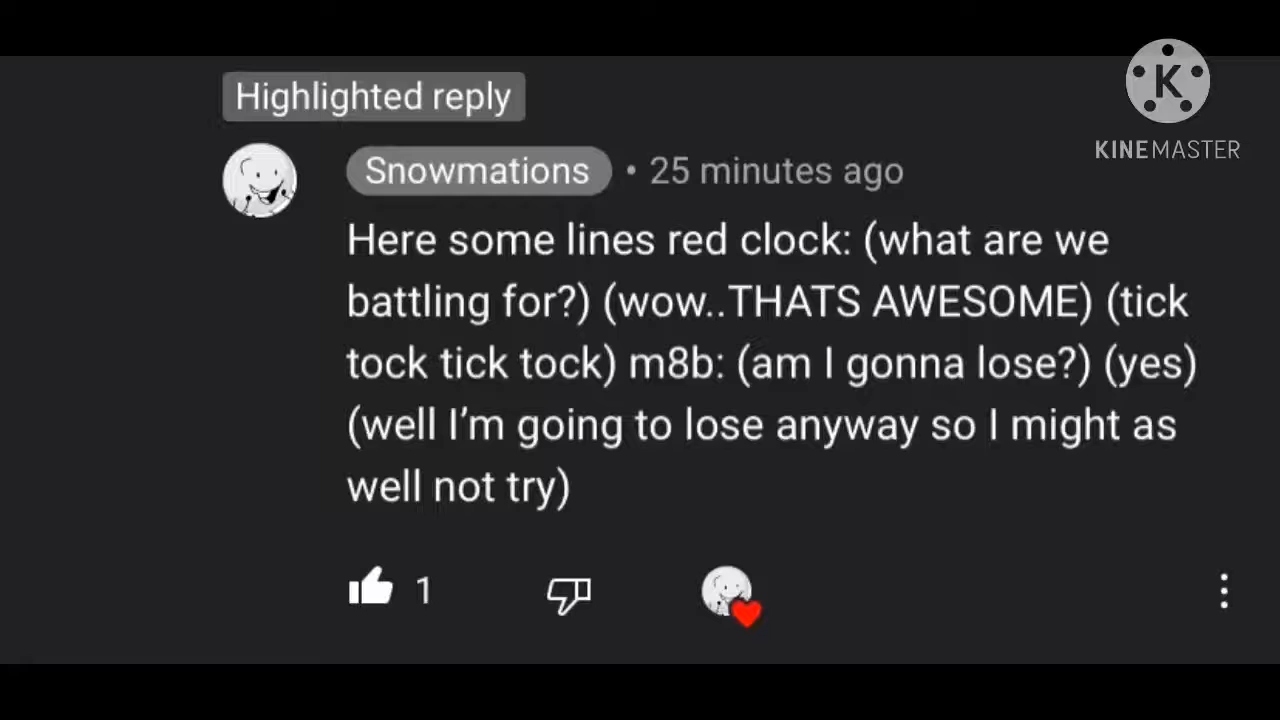 Highlighted reply
Snowmations • 25 minutes ago
Here some lines red clock: (what are we
battling for?) (wow..THATS AWESOME) (tick
tock tick tock) m8b: (am I gonna lose?) (yes)
(well I’m going to lose anyway so I might as
well not try)
1
K
KINEMASTER